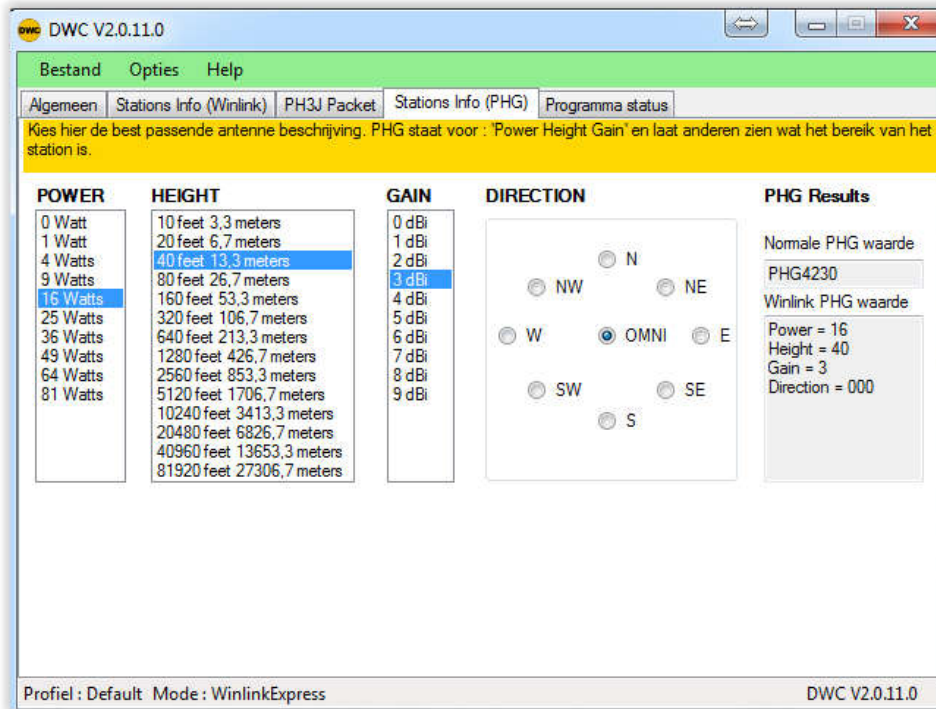 DWC DWC V2.0.11.0
Bestand Opties Help
Algemeen Stations Info (Winlink) PH3J Packet Stations Info (PHG) Programma status
Kies hier de best passende antenne beschrijving. PHG staat voor : 'Power Height Gain' en laat anderen zien wat het bereik van het
station is.
POWER
0 Watt
1 Watt
4 Watts
9 Watts
16 Watts
25 Watts
36 Watts
49 Watts
64 Watts
81 Watts
HEIGHT
10 feet 3,3 meters
20 feet 6,7 meters
40 feet 13,3 meters
80 feet 26,7 meters
160 feet 53,3 meters
320 feet 106,7 meters
640 feet 213,3 meters
1280 feet 426,7 meters
2560 feet 853,3 meters
5120 feet 1706,7 meters
10240 feet 3413,3 meters
20480 feet 6826,7 meters
40960 feet 13653,3 meters
81920 feet 27306,7 meters
GAIN
0 dBi
1 dBi
2 dBi
3 dBi
4 dBi
5 dBi
6 dBi
7 dBi
8 dBi
9 dBi
DIRECTION
N
NW NE
W OMNI E
SW SE
S
PHG Results
Normale PHG waarde
PHG4230
Winlink PHG waarde
Power = 16
Height = 40
Gain = 3
Direction = 000
Profiel : Default Mode : WinlinkExpress DWC V2.0.11.0